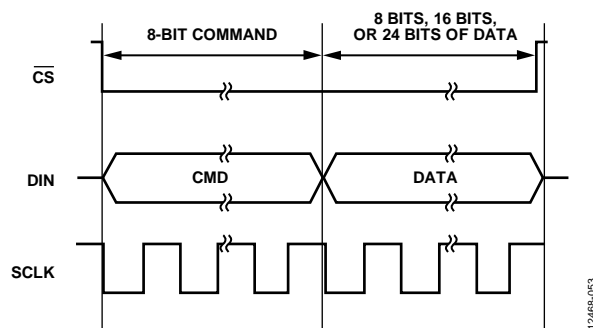 8-BIT COMMAND
8 BITS, 16 BITS,
OR 24 BITS OF DATA
CS
DIN
CMD
DATA
SCLK
12468-053